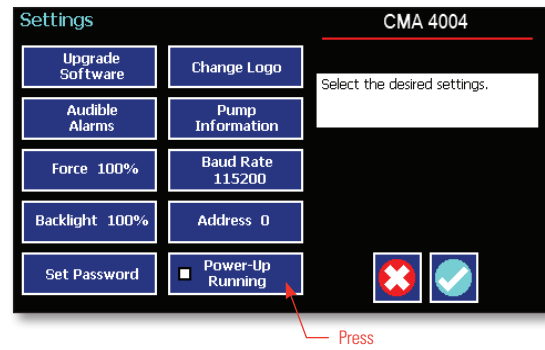 Settings
CMA 4004
Upgrade
Software
Change Logo
Select the desired settings.
Audible
Alarms
Pump
Information
Force 100%
Baud Rate
115200
Backlight 100%
Address 0
Set Password
Power-Up
Running
Press